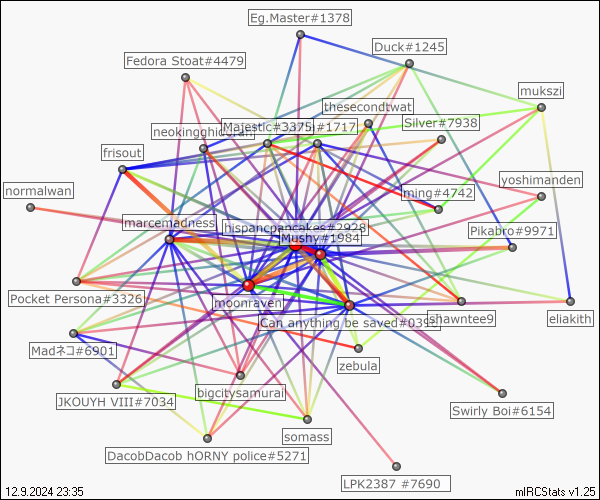 Eg.Master#1378
Duck#1245
Fedora Stoat#4479
mukszi
thesecondtwat
Silver#7938
Majestic#3375
#1717
neokingghidorah
frisout
yoshimanden
normalwan
ming#4742
marcemadness
hispancpancakes#2928
Pikabro#9971
Mushy#1984
Pocket Persona#3326
moonraven
Can anything be saved#039
shawntee9
eliakith
Madネコ#6901
zebula
JKOUYH VIII#7034
bigcitysamurai
Swirly Boi#6154
somass
DacobDacob hORNY police#5271
LPK2387 #7690
12.9.2024 23:35
mIRCStats v1.25